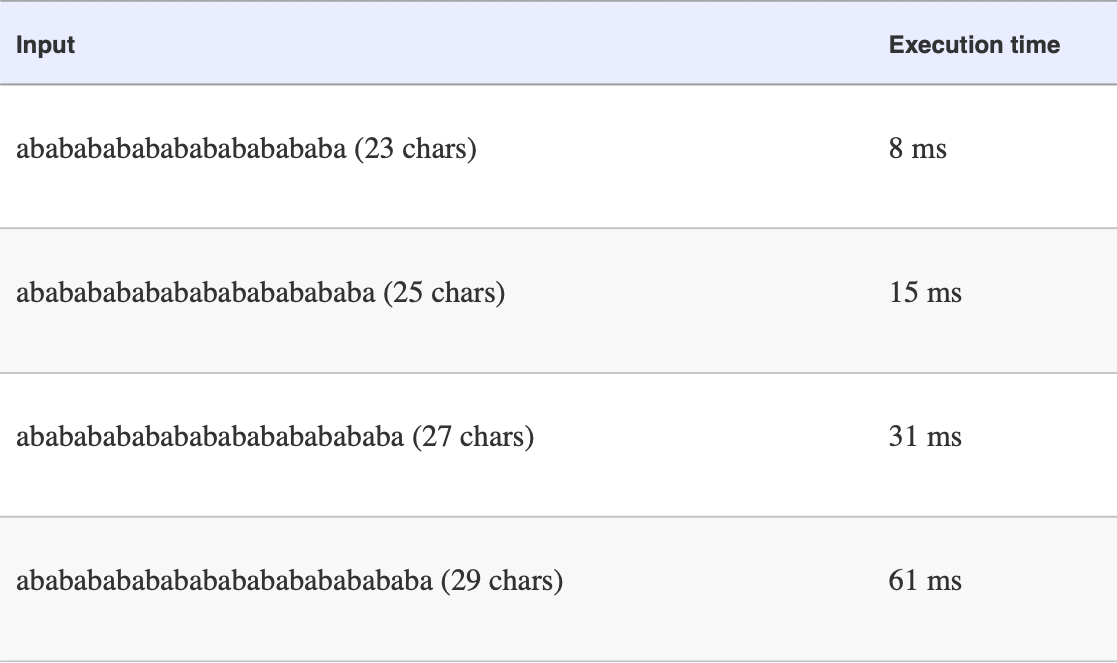 Input Execution time
abababababababababababa (23 chars) 8 ms
ababababababababababababa (25 chars) 15 ms
abababababababababababababa (27 chars) 31 ms
ababababababababababababababa (29 chars) 61 ms